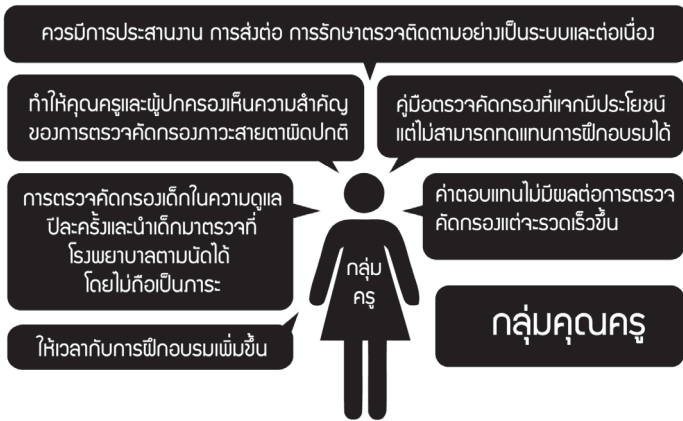 ควรมีการประสานงาน การส่งต่อ การรักษาตรวจติดตามอย่างเป็นระบบและต่อเนื่อง
ทำให้คุณครูและผู้ปกครองเห็นความสำคัญ
ของการตรวจคัดกรองภาวะสายตาผิดปกติ
คู่มือตรวจคัดกรองที่แจกมีประโยชน์
แต่ไม่สามารถทดแทนการฝึกอบรมได้
การตรวจคัดกรองเด็กในความดูแล
ปีละครั้งและนำเด็กมาตรวจที่
โรงพยาบาลตามนัดได้
โดยไม่ถือเป็นภาระ
ค่าตอบแทนไม่มีผลต่อการตรวจ
คัดกรองแต่จะรวดเร็วขึ้น
กลุ่ม
ครู
กลุ่มคุณครู
ให้เวลากับการฝึกอบรมเพิ่มขึ้น